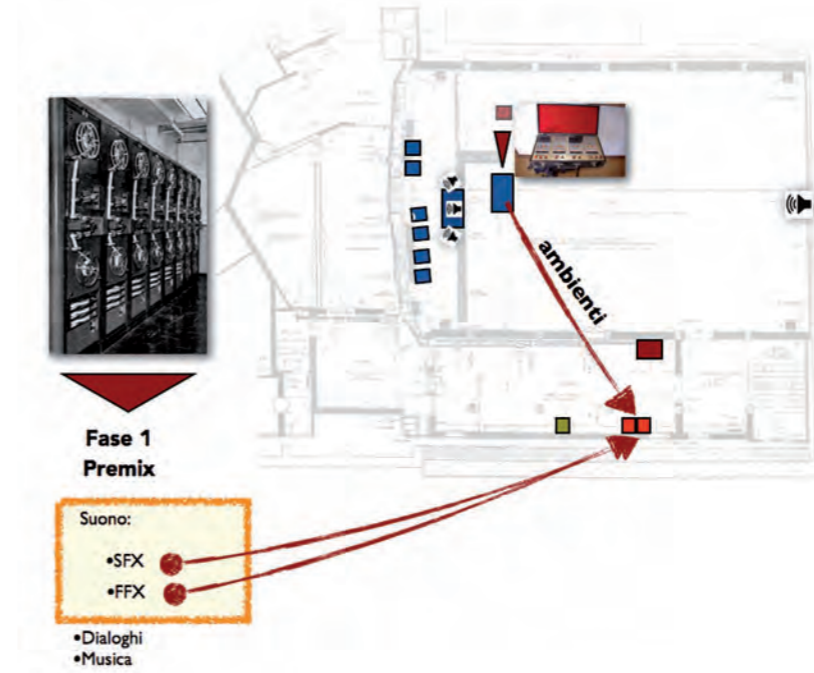 ambienti
Fase 1
Premix
Suono:
•SFX
•FFX
•Dialoghi
•Musica